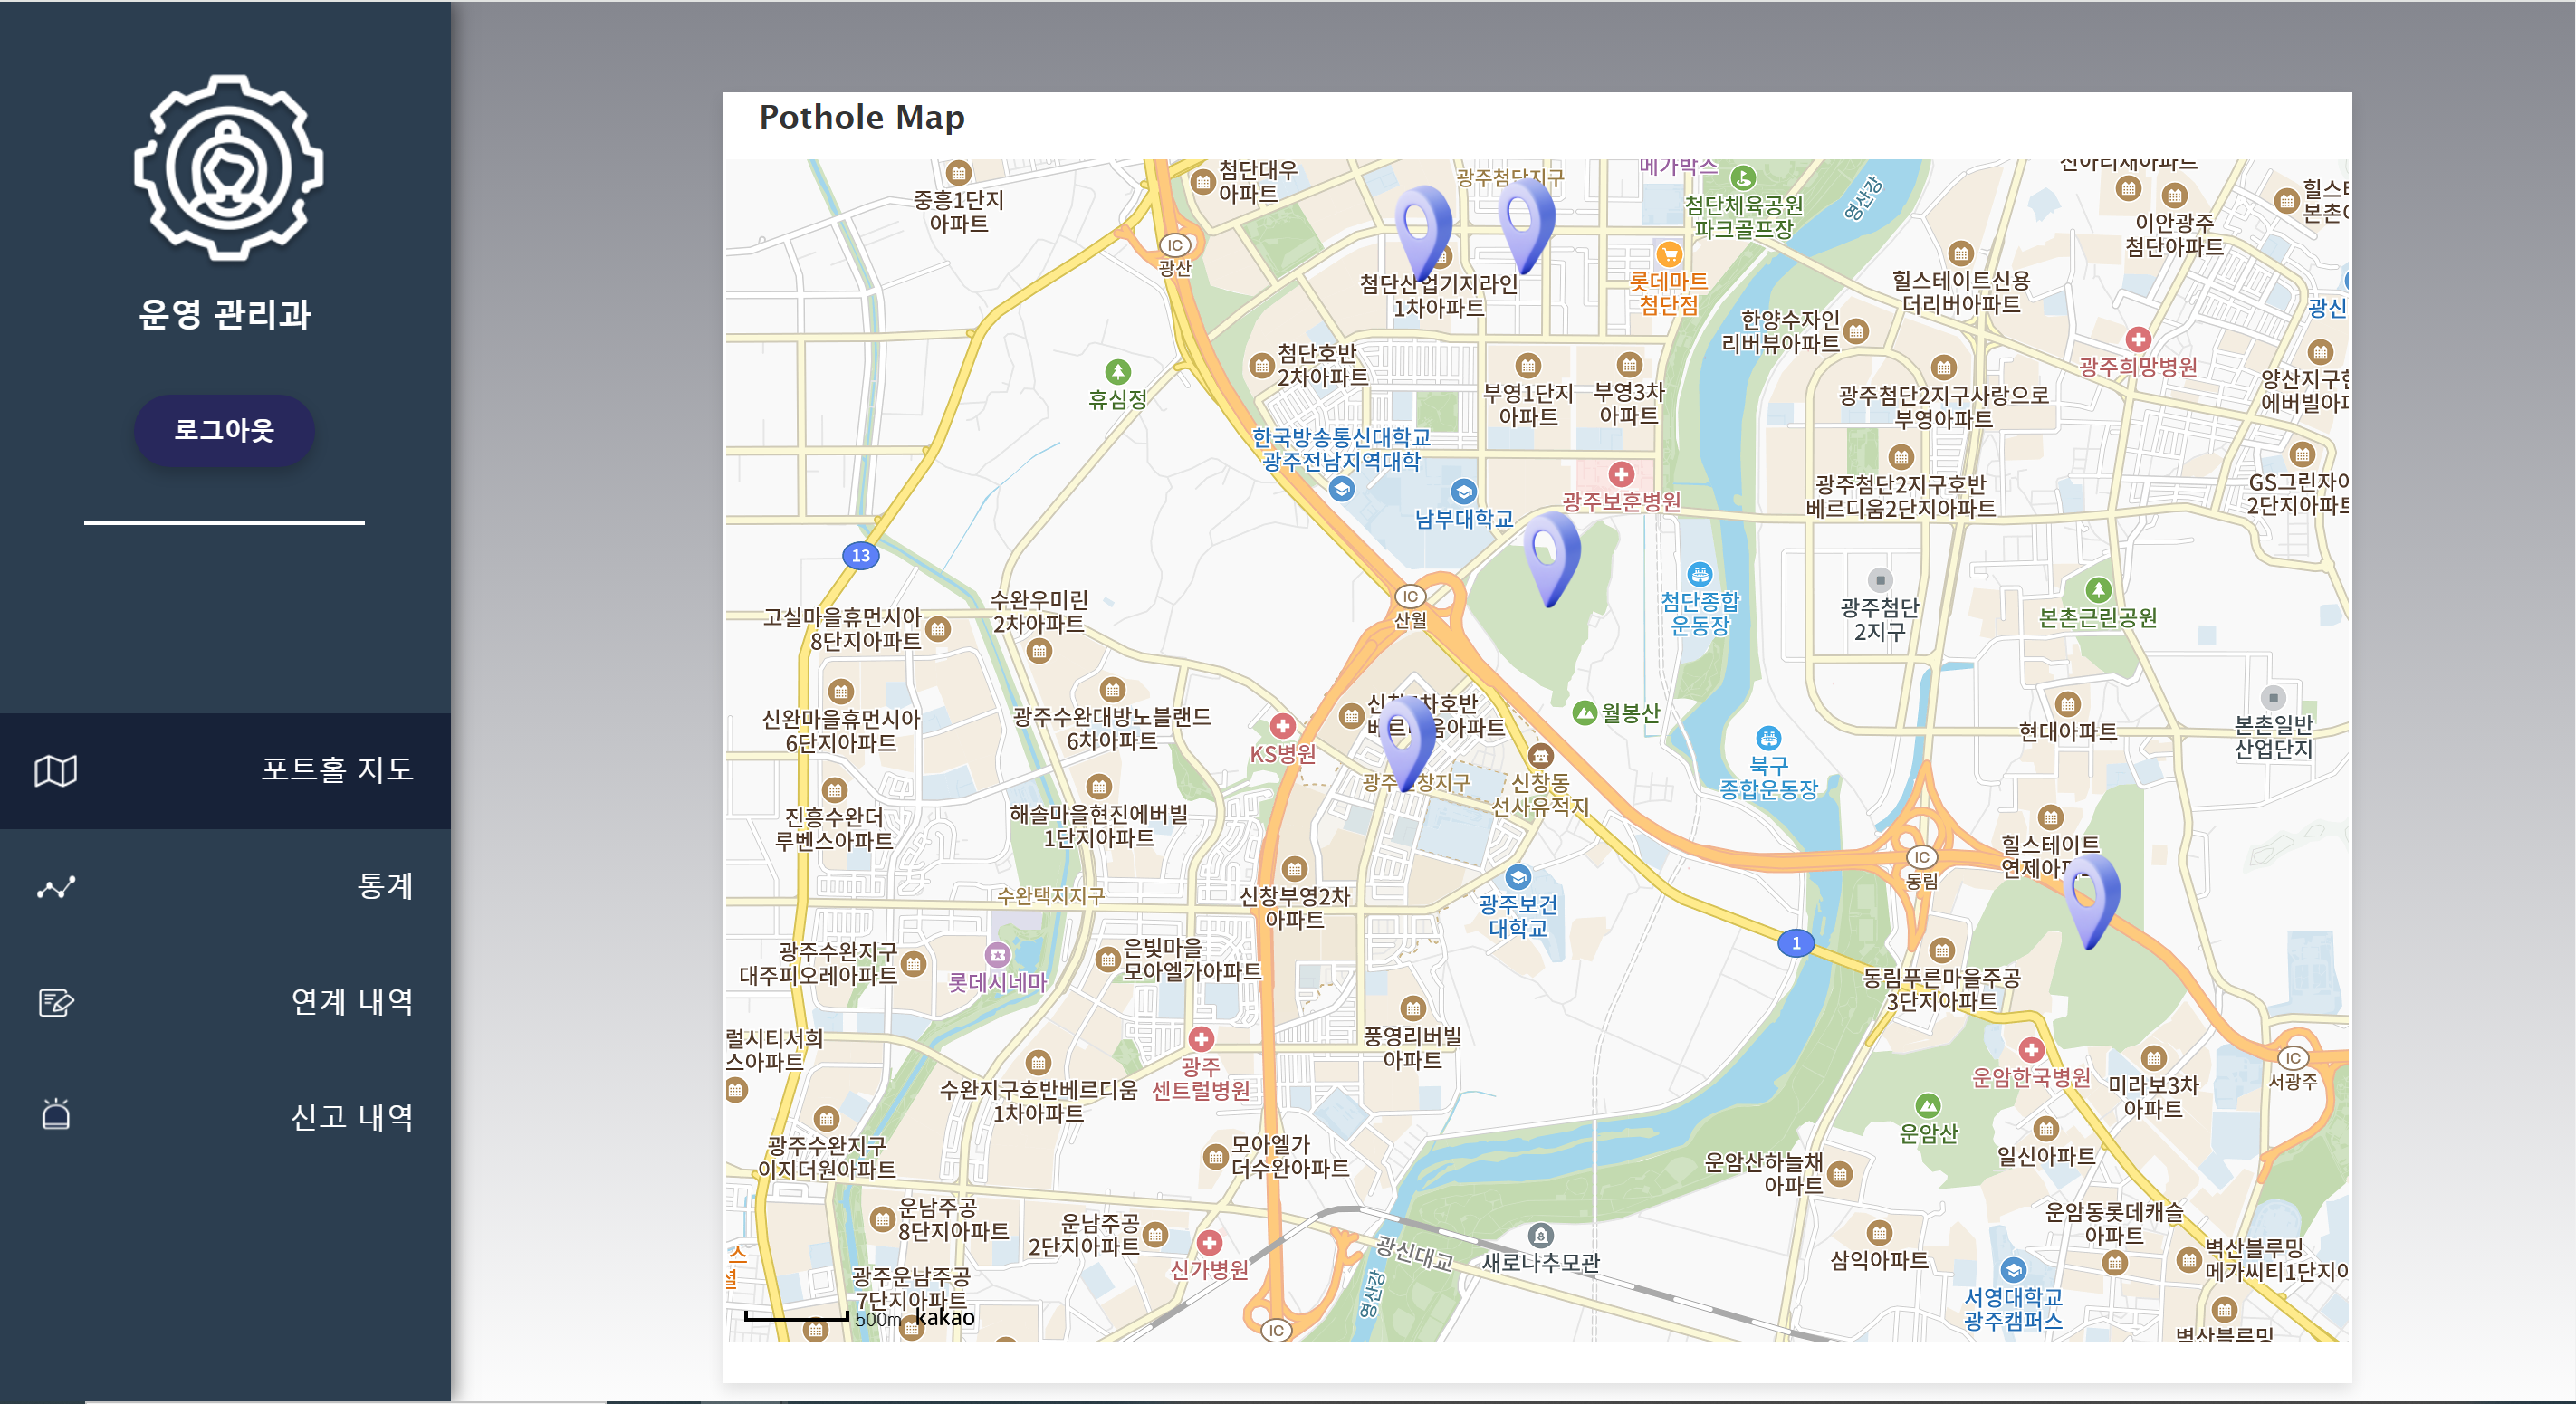 운영 관리과
로그아웃
포트홀 지도
통계
연계 내역
신고 내역
Pothole Map
중흥1단지
아파트
첨단대우
아파트
광주첨단지구
메가박스
첨단체육공원
파크골프장
영산강
이안광주
첨단아파트
IC
광산
첨단산업기지라인
1차아파트
롯데마트
첨단점
힐스테이트신용
더리버아파트
한양수자인
리버뷰아파트
광주희망병원
휴심정
첨단호반
2차아파트
부영1단지
아파트
부영3차
아파트
광주첨단2지구사랑으로
부영아파트
한국방송통신대학교
광주전남지역대학
남부대학교
광주보훈병원
광주첨단2지구호반
베르디움2단지아파트
GS그린자이
2단지아파트
13
수완우미린
2차아파트
고실마을휴먼시아
8단지아파트
IC
산월
첨단종합
운동장
광주첨단
2지구
본촌근린공원
신완마을휴먼시아
6단지아파트
광주수완대방노블랜드
6차아파트
KS병원
월봉산
현대아파트
본촌일반
산업단지
북구
종합운동장
신창동
선사유적지
진흥수완더
루벤스아파트
해솔마을현진에버빌
1단지아파트
힐스테이트
IC
동림
수완택지지구
신창부영2차
아파트
광주보건
대학교
1
광주수완지구
대주피오레아파트
롯데시네마
은빛마을
모아엘가아파트
동림푸른마을주공
3단지아파트
럴시티서희
스아파트
풍영리버빌
아파트
광주
센트럴병원
수완지구호반베르디움
1차아파트
운암한국병원
미라보3차
아파트
IC
서광주
광주수완지구
이지더원아파트
모아엘가
더수완아파트
운암산
일신아파트
운암산하늘채
아파트
운남주공
8단지아파트
운남주공
2단지아파트
신가병원
광신대교
영산강
새로나추모관
삼익아파트
운암동롯데캐슬
아파트
벽산블루밍
메가씨티1단지
광주운남주공
7단지아파트
서영대학교
광주캠퍼스
벽산블루밍
500m kakao
IC